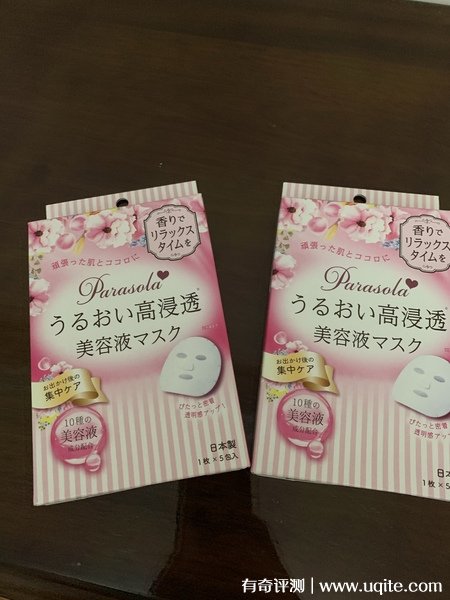 香りで
リラックス
タイムを
頑張った肌とココロに
Parasola
うるおい高浸透
美容液マスク
お出かけ後の
集中ケア
ぴたっと密着
透明感アップ
10種の
美容液
成分配合
日本製
1枚×5包入
香りで
リラックス
タイムを
頑張った肌とココロに
Parasola
うるおい高浸透
美容液マスク
お出かけ後の
集中ケア
ぴたっと密着
透明感アップ
10種の
美容液
成分配合
日本
1枚×5
有奇评测 | www.uqite.com